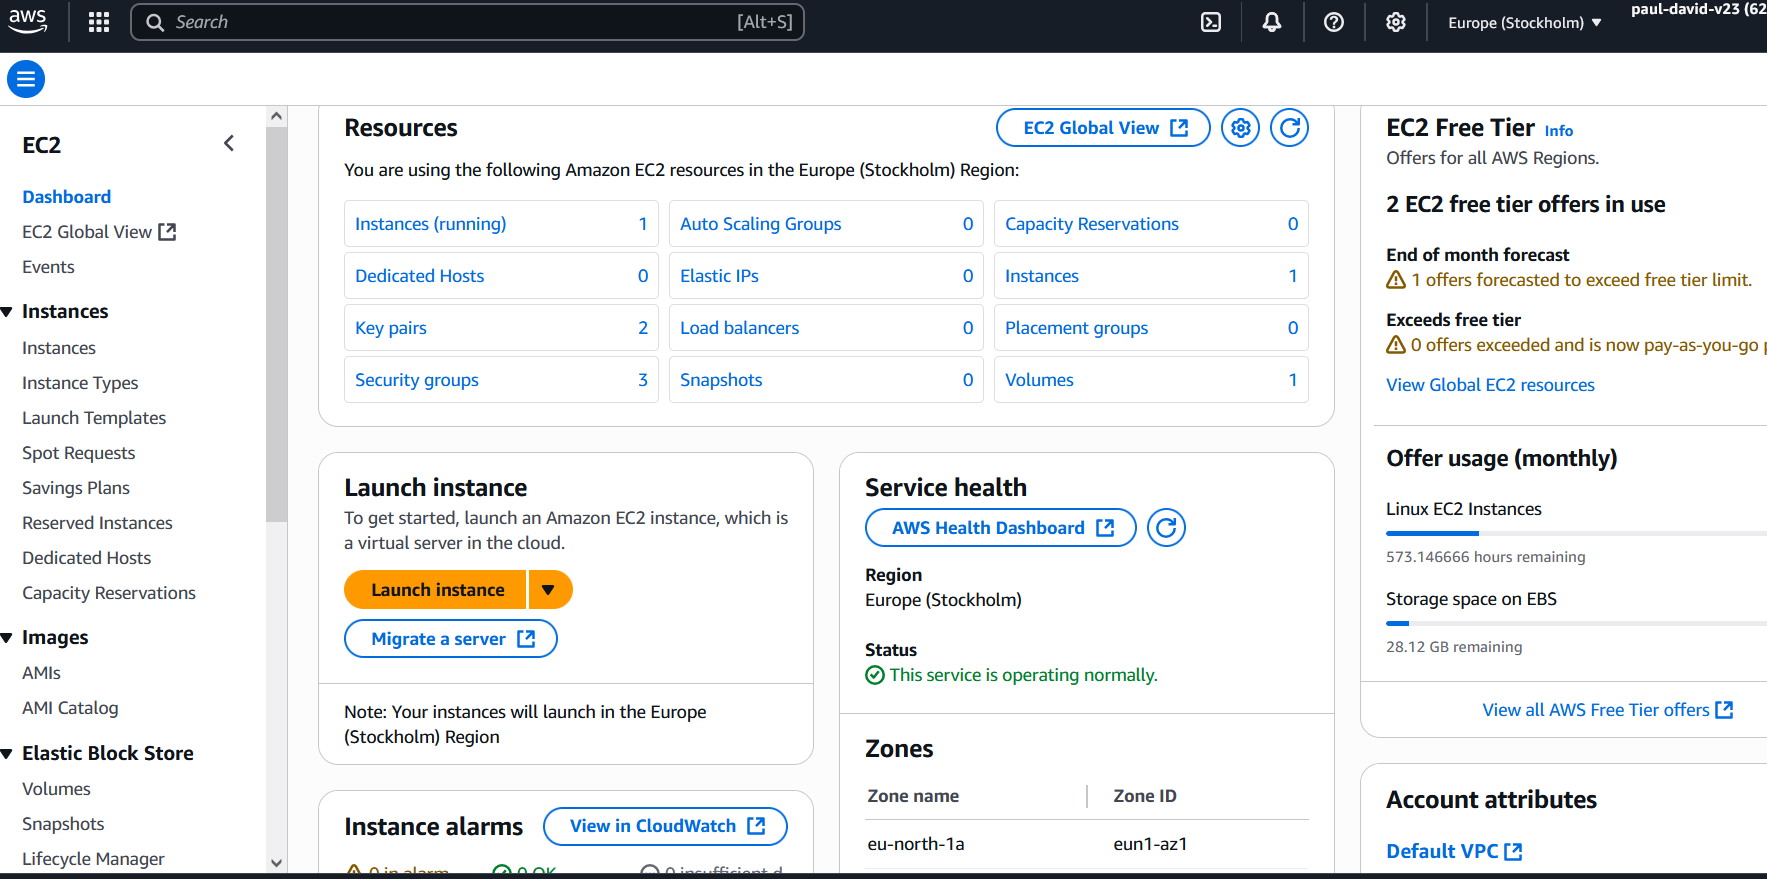 aws
Search
[Alt+S]
Europe (Stockholm)
paul-david-v23 (62
EC2
Dashboard
EC2 Global View
Events
Instances
Instances
Instance Types
Launch Templates
Spot Requests
Savings Plans
Reserved Instances
Dedicated Hosts
Capacity Reservations
Images
AMIs
AMI Catalog
Elastic Block Store
Volumes
Snapshots
Lifecycle Manager
Resources
EC2 Global View
You are using the following Amazon EC2 resources in the Europe (Stockholm) Region:
Instances (running) 1
Auto Scaling Groups 0
Capacity Reservations 0
Dedicated Hosts 0
Elastic IPs 0
Instances 1
Key pairs 2
Load balancers 0
Placement groups 0
Security groups 3
Snapshots 0
Volumes 1
Launch instance
To get started, launch an Amazon EC2 instance, which is
a virtual server in the cloud.
Launch instance
Migrate a server
Note: Your instances will launch in the Europe
(Stockholm) Region
Instance alarms
View in CloudWatch
0 in alarm
0 OK
0 insufficient d
Service health
AWS Health Dashboard
Region
Europe (Stockholm)
Status
This service is operating normally.
Zones
Zone name Zone ID
eu-north-1a eun1-az1
EC2 Free Tier Info
Offers for all AWS Regions.
2 EC2 free tier offers in use
End of month forecast
1 offers forecasted to exceed free tier limit.
Exceeds free tier
0 offers exceeded and is now pay-as-you-go p
View Global EC2 resources
Offer usage (monthly)
Linux EC2 Instances
573.146666 hours remaining
Storage space on EBS
28.12 GB remaining
View all AWS Free Tier offers
Account attributes
Default VPC